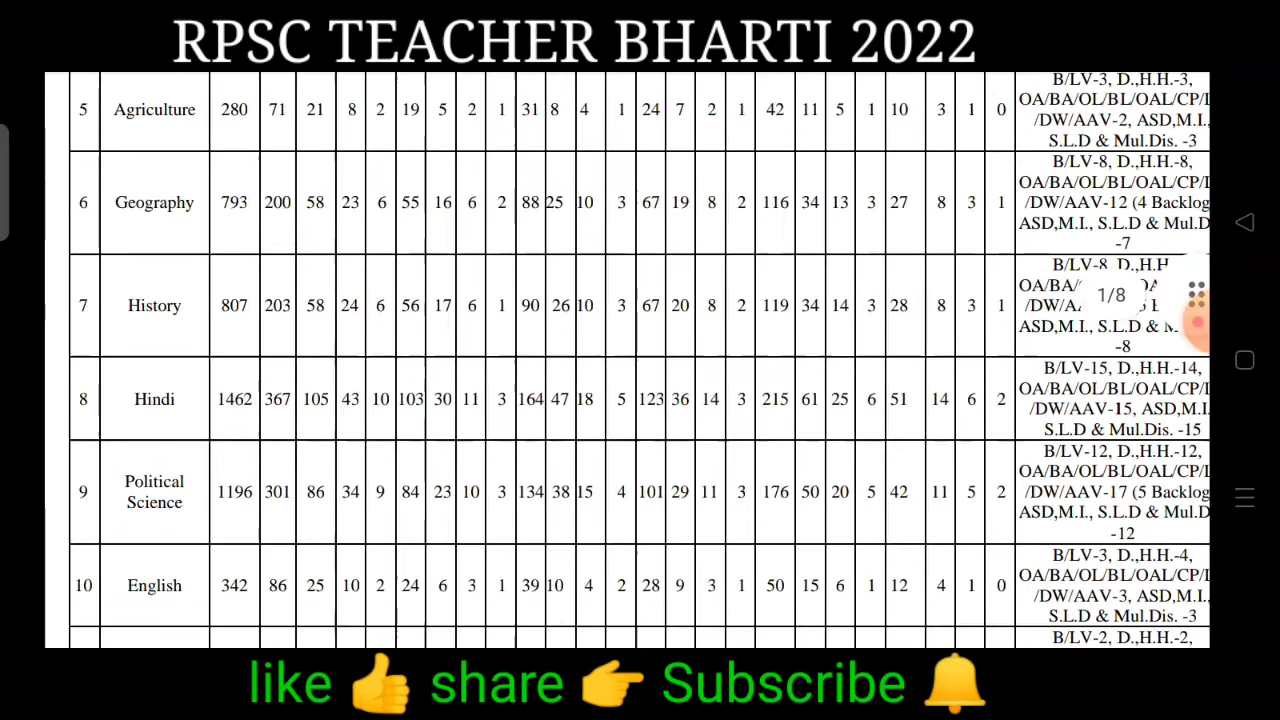 RPSC TEACHER BHARTI 2022
B/LV-3, D.,H.H.-3,
5 Agriculture 280 71 21 8 2 19 5 2 1 31 8 4 1 24 7 2 1 42 11 5 1 10 3 1 0 OA/BA/OL/BL/OAL/CP/
/DW/AAV-2, ASD,M.I.,
S.L.D & Mul.Dis. -3
B/LV-8, D.,H.H.-8,
OA/BA/OL/BL/OAL/CP/
6 Geography 793 200 58 23 6 55 16 6 2 88 25 10 3 67 19 8 2 116 34 13 3 27 8 3 1 /DW/AAV-12 (4 Backlog
ASD,M.I., S.L.D & Mul.D
-7
B/LV-8 D.,H.H
OA/BA/
1/8
7 History 807 203 58 24 6 56 17 6 1 90 26 10 3 67 20 8 2 119 34 14 3 28 8 3 1 /DW/A
ASD,M.I., S.L.D &
-8
B/LV-15, D.,H.H.-14,
8 Hindi 1462 367 105 43 10 103 30 11 3 164 47 18 5 123 36 14 3 215 61 25 6 51 14 6 2 OA/BA/OL/BL/OAL/CP/
/DW/AAV-15, ASD,M.I.
S.L.D & Mul.Dis. -15
B/LV-12, D.,H.H.-12,
OA/BA/OL/BL/OAL/CP/
9 Political Science 1196 301 86 34 9 84 23 10 3 134 38 15 4 101 29 11 3 176 50 20 5 42 11 5 2 /DW/AAV-17 (5 Backlog
ASD,M.I., S.L.D & Mul.D
-12
B/LV-3, D.,H.H.-4,
10 English 342 86 25 10 2 24 6 3 1 39 10 4 2 28 9 3 1 50 15 6 1 12 4 1 0 OA/BA/OL/BL/OAL/CP/
/DW/AAV-3, ASD,M.I.,
S.L.D & Mul.Dis. -3
B/LV-2, D.,H.H.-2,
like 👍 share 👉 Subscribe 🔔